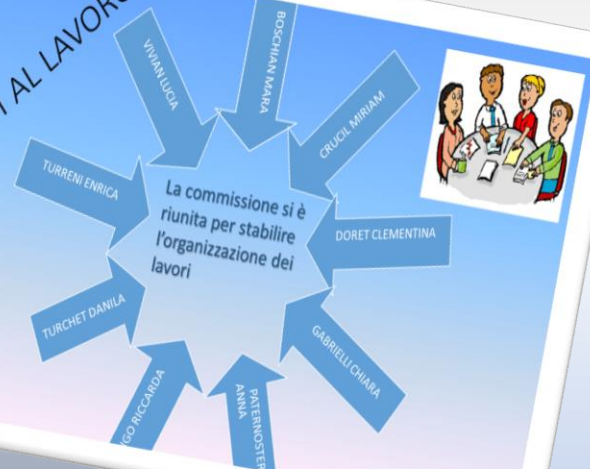 AL LAVORO
BOSCHIAN MARA
CRUCIL MIRIAM
DORET CLEMENTINA
GABRIELLI CHIARA
PATERNOSTER
ANNA
RICCARDA
TURCHET DANILA
TURRENI ENRICA
VIVIAN LUCIA
La commissione si è
riunita per stabilire
l’organizzazione dei
lavori